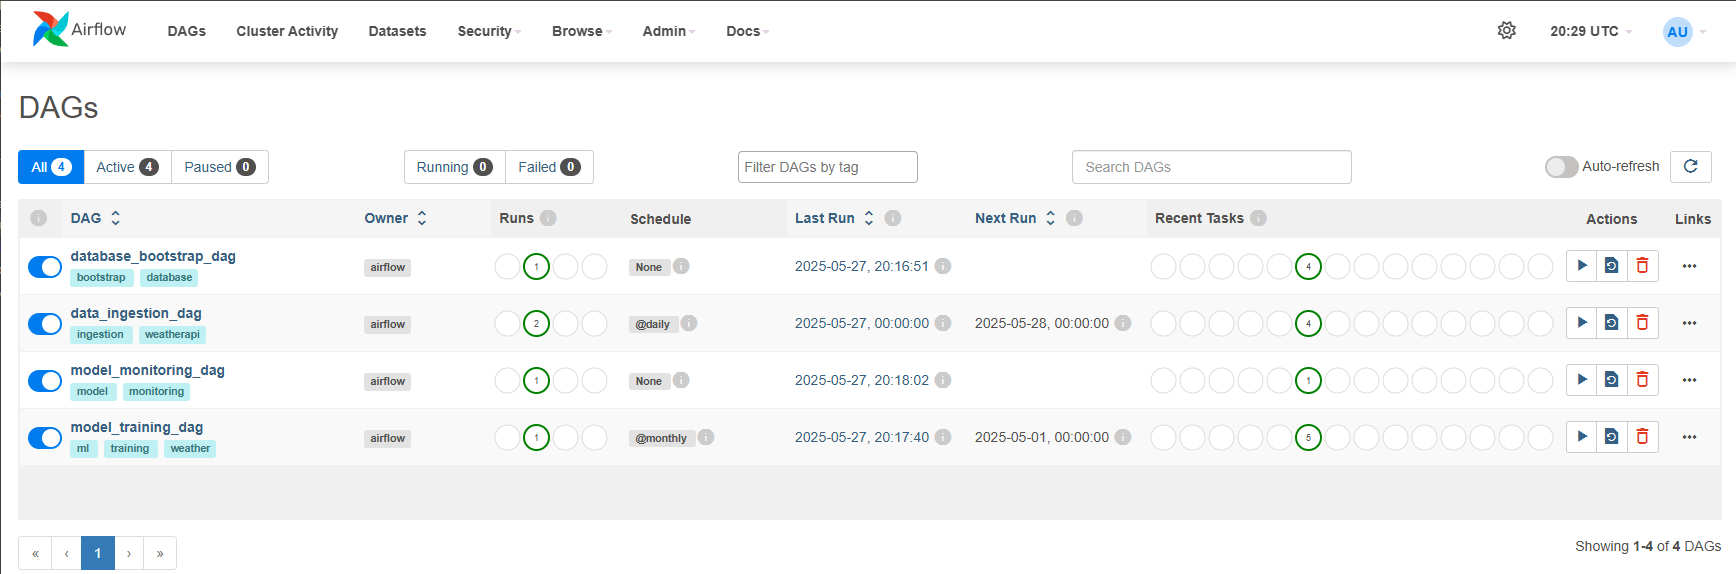 Airflow DAGs Cluster Activity Datasets Security Browse Admin Docs 20:29 UTC AU
DAGs
All 4 Active 4 Paused 0 Running 0 Failed 0 Filter DAGs by tag Search DAGs Auto-refresh
i DAG Owner Runs i Schedule Last Run i Next Run i Recent Tasks i Actions Links
database_bootstrap_dag
bootstrap database
airflow 1 None i 2025-05-27, 20:16:51 i 4 •••
data_ingestion_dag
ingestion weatherapi
airflow 2 @daily i 2025-05-27, 00:00:00 i 2025-05-28, 00:00:00 i 4 •••
model_monitoring_dag
model monitoring
airflow 1 None i 2025-05-27, 20:18:02 i 1 •••
model_training_dag
ml training weather
airflow 1 @monthly i 2025-05-27, 20:17:40 i 2025-05-01, 00:00:00 i 5 •••
« ‹ 1 › »
Showing 1-4 of 4 DAGs